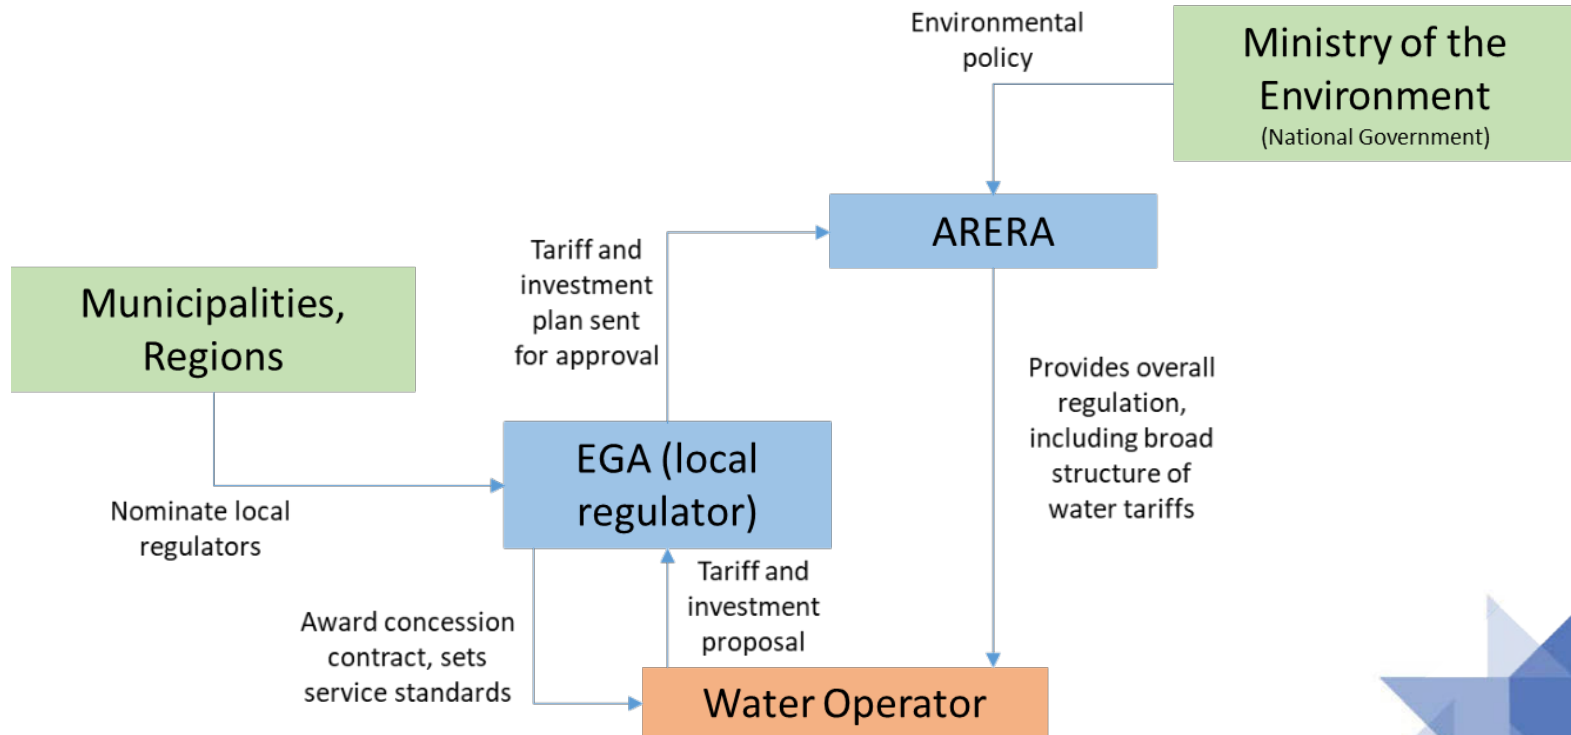 Environmental
policy
Ministry of the
Environment
(National Government)
ARERA
Tariff and
investment
plan sent
for approval
Municipalities,
Regions
Provides overall
regulation,
including broad
structure of
water tariffs
EGA (local
regulator)
Nominate local
regulators
Tariff and
investment
proposal
Award concession
contract, sets
service standards
Water Operator